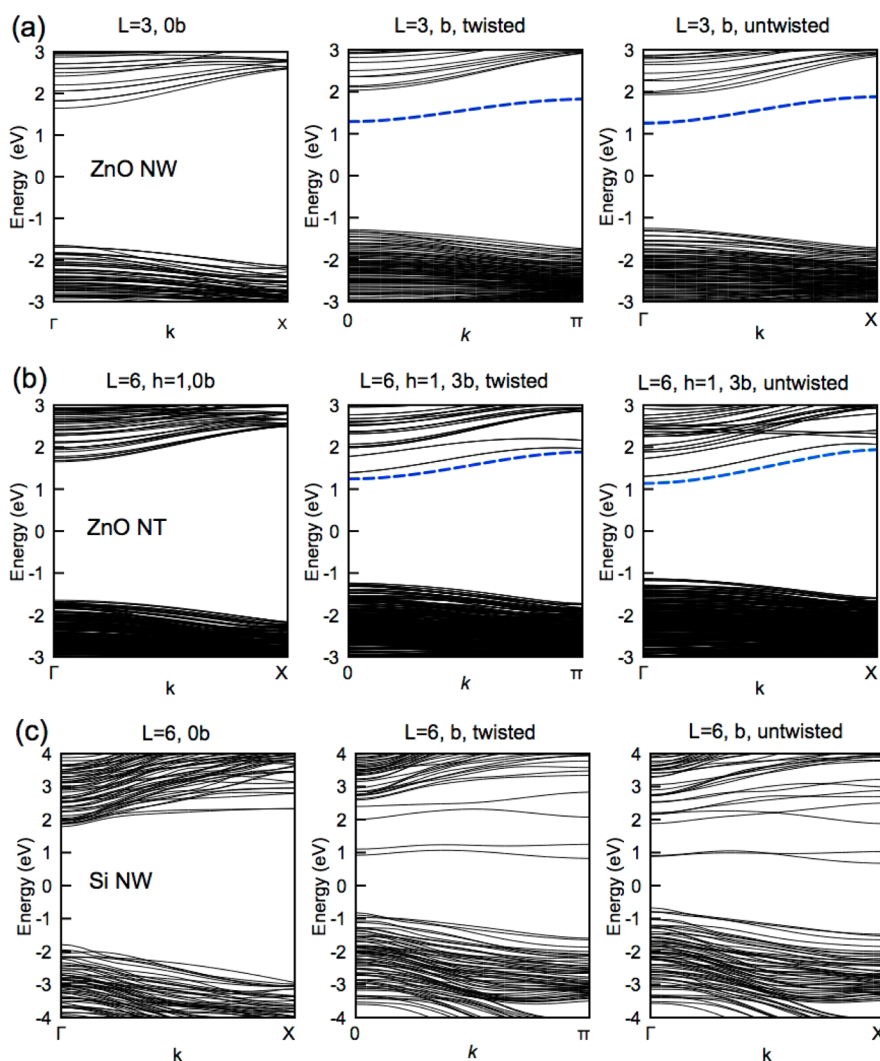 (a)
L=3, 0b
L=3, b, twisted
L=3, b, untwisted
Energy (eV)
3
2
1
0
-1
-2
-3
ZnO NW
Γ
k
X
Energy (eV)
3
2
1
0
-1
-2
-3
0
k
π
Energy (eV)
3
2
1
0
-1
-2
-3
Γ
k
X
(b)
L=6, h=1,0b
L=6, h=1, 3b, twisted
L=6, h=1, 3b, untwisted
Energy (eV)
3
2
1
0
-1
-2
-3
ZnO NT
Γ
k
X
Energy (eV)
3
2
1
0
-1
-2
-3
0
k
π
Energy (eV)
3
2
1
0
-1
-2
-3
Γ
k
X
(c)
L=6, 0b
L=6, b, twisted
L=6, b, untwisted
Energy (eV)
4
3
2
1
0
-1
-2
-3
-4
Si NW
Γ
k
X
Energy (eV)
4
3
2
1
0
-1
-2
-3
-4
0
k
π
Energy (eV)
4
3
2
1
0
-1
-2
-3
-4
Γ
k
X